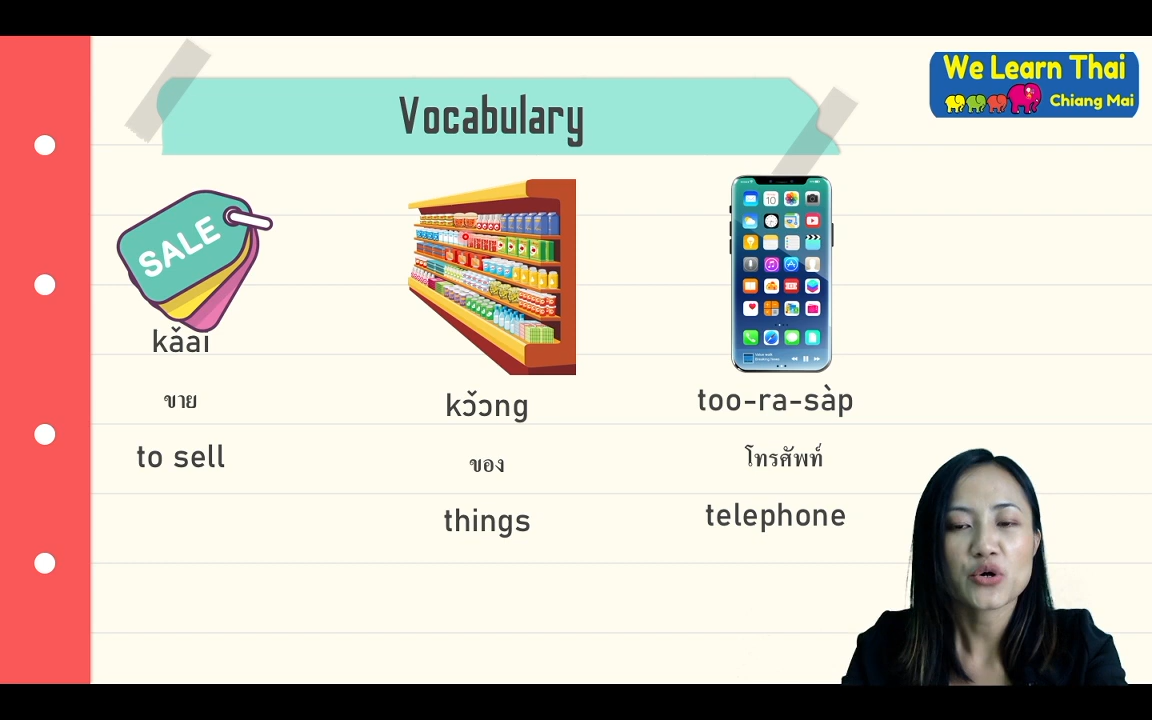 We Learn Thai
Chiang Mai
Vocabulary
SALE
kǎai
ขาย
to sell
kɔ̌ɔng
ของ
things
too-ra-sàp
โทรศัพท์
telephone